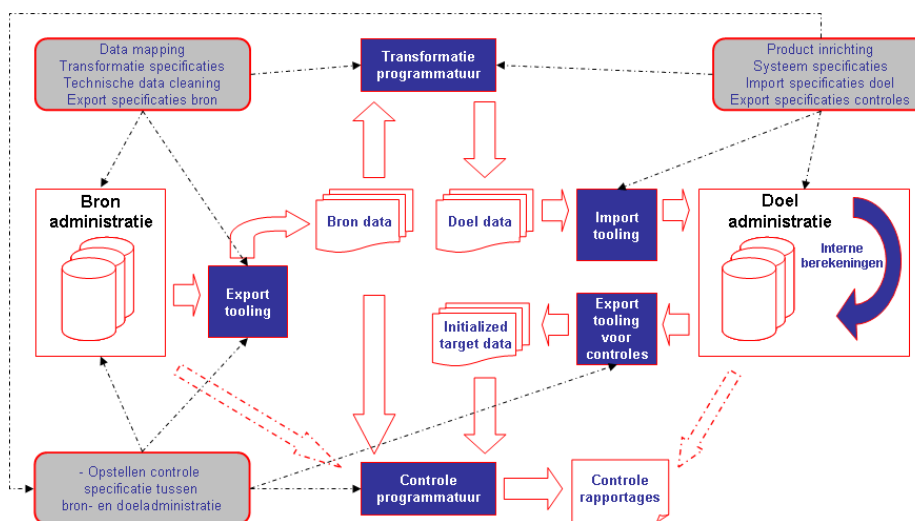 Data mapping
Transformatie specificaties
Technische data cleaning
Export specificaties bron
Transformatie
programmatuur
Product inrichting
Systeem specificaties
Import specificaties doel
Export specificaties controles
Bron
administratie
Bron data
Doel data
Import
tooling
Doel
administratie
Interne
berekeningen
Export
tooling
Initialized
target data
Export
tooling
voor
controles
- Opstellen controle
specificatie tussen
bron- en doeladministratie
Controle
programmatuur
Controle
rapportages